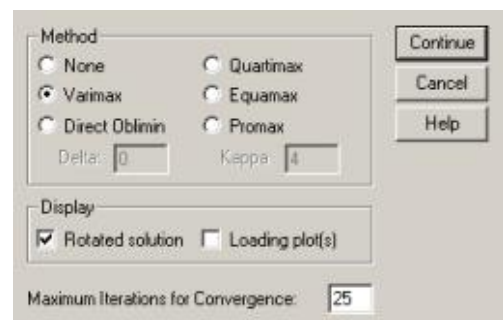 Method
None
Quartimax
Varimax
Equamax
Direct Oblimin
Promax
Delta: 0
Kappa 4
Display
Rotated solution
Loading plot(s)
Maximum Iterations for Convergence: 25
Continue
Cancel
Help